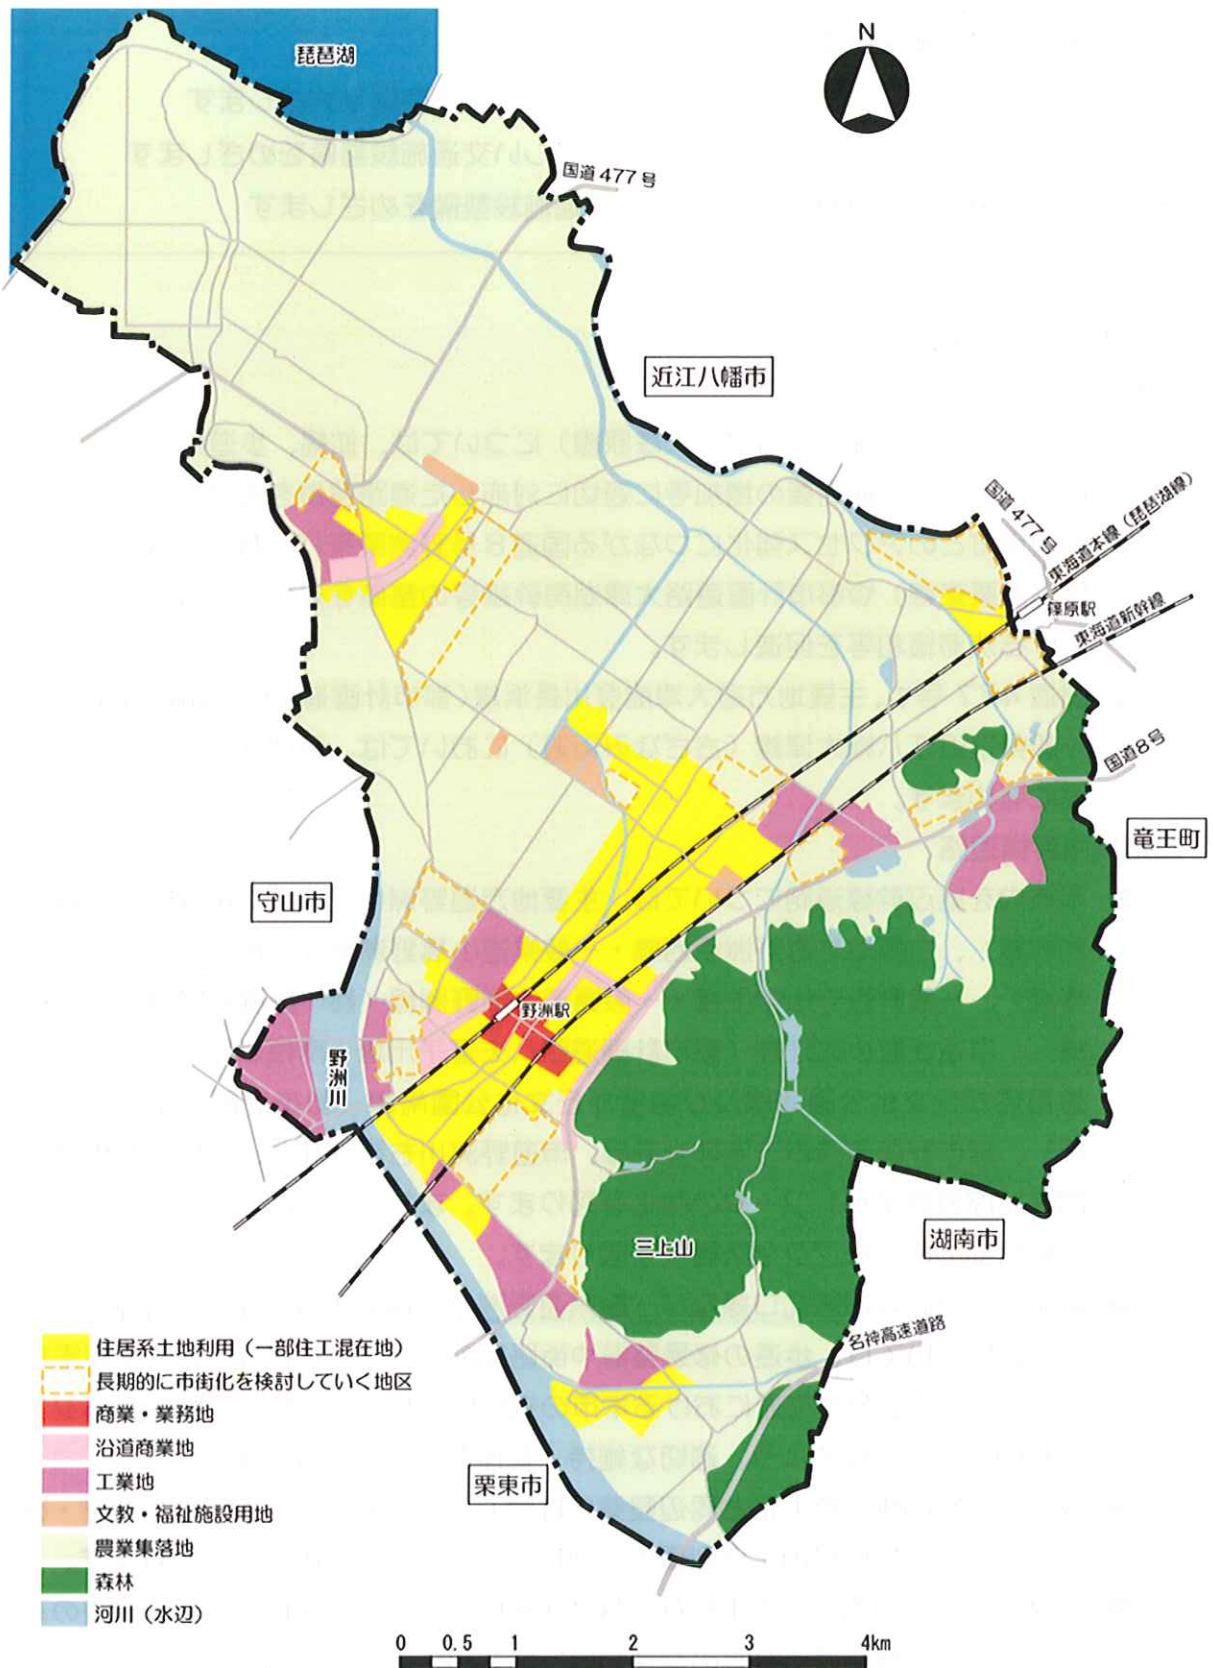 琵琶湖
N
国道477号
近江八幡市
国道477号
東海道本線（琵琶湖線）
篠原駅
東海道新幹線
国道8号
竜王町
守山市
野洲駅
野洲川
湖南市
三上山
名神高速道路
栗東市
住居系土地利用（一部住工混在地）
長期的に市街化を検討していく地区
商業・業務地
沿道商業地
工業地
文教・福祉施設用地
農業集落地
森林
河川（水辺）
0 0.5 1 2 3 4km